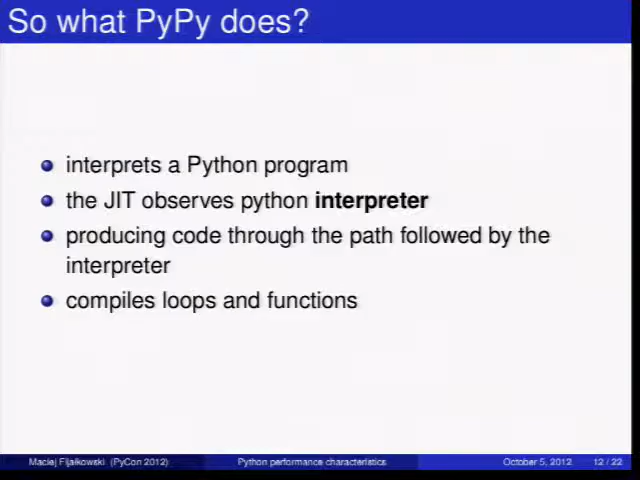 So what PyPy does?
interprets a Python program
the JIT observes python interpreter
producing code through the path followed by the
interpreter
compiles loops and functions
Maciej Fijałkowski (PyCon 2012) Python performance characteristics October 5, 2012 12 / 22